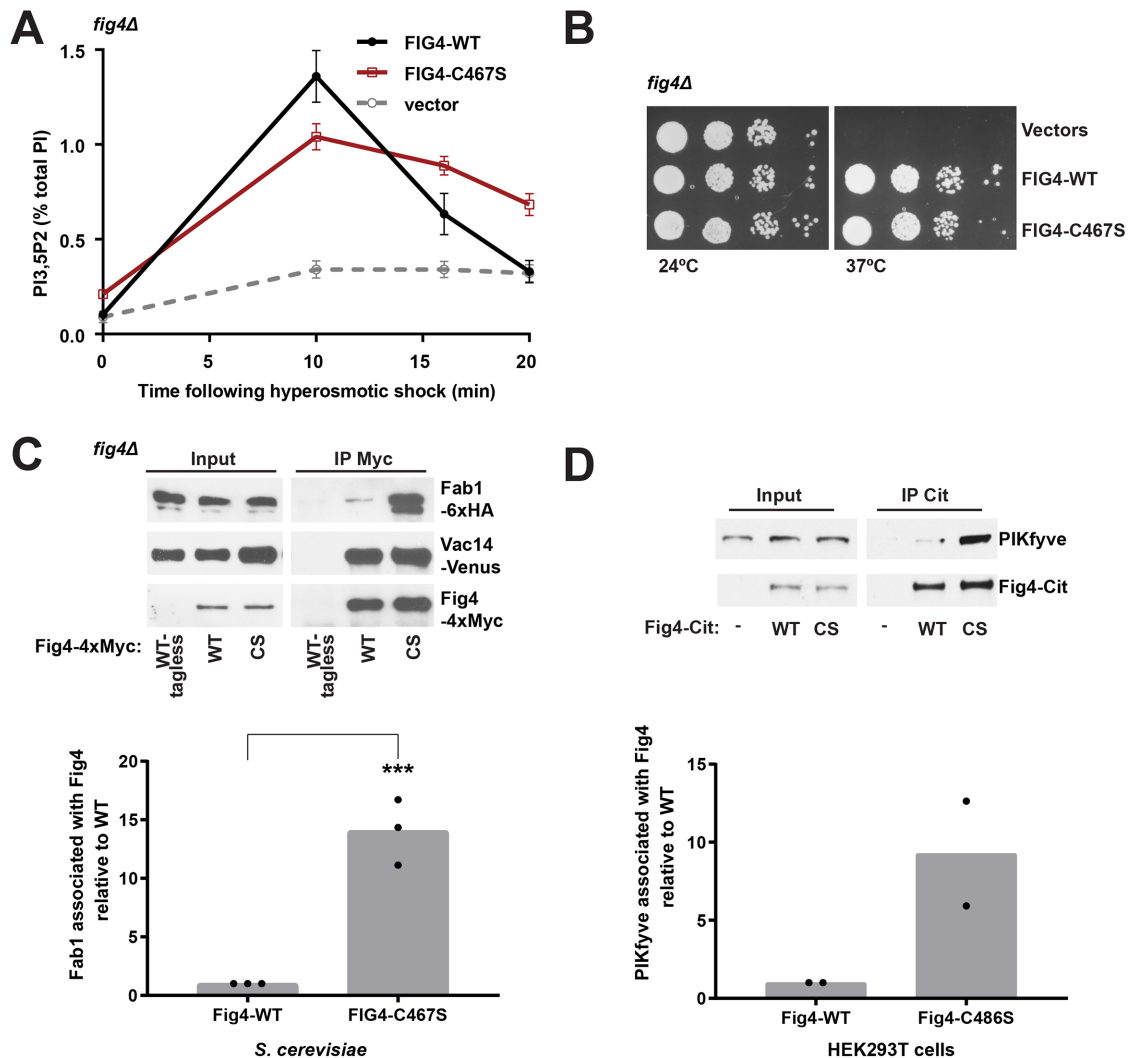 A
fig4Δ
FIG4-WT
FIG4-C467S
vector
PI3,5P2 (% total PI)
1.5
1.0
0.5
0.0
0 5 10 15 20
Time following hyperosmotic shock (min)
B
fig4Δ
Vectors
FIG4-WT
FIG4-C467S
24ºC 37ºC
C
fig4Δ
Input IP Myc
Fab1
-6xHA
Vac14
-Venus
Fig4
-4xMyc
Fig4-4xMyc: WT-tagless WT CS WT-tagless WT CS
Fab1 associated with Fig4
relative to WT
20
15
10
5
0
***
Fig4-WT FIG4-C467S
S. cerevisiae
D
Input IP Cit
PIKfyve
Fig4-Cit
Fig4-Cit: - WT CS - WT CS
PIKfyve associated with Fig4
relative to WT
15
10
5
0
Fig4-WT Fig4-C486S
HEK293T cells